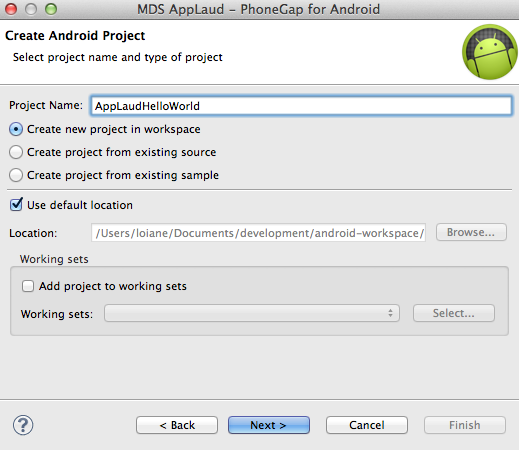 MDS AppLaud – PhoneGap for Android
Create Android Project
Select project name and type of project
Project Name: AppLaudHelloWorld
Create new project in workspace
Create project from existing source
Create project from existing sample
Use default location
Location: /Users/loiane/Documents/development/android-workspace/ Browse...
Working sets
Add project to working sets
Working sets: Select...
? < Back Next > Cancel Finish